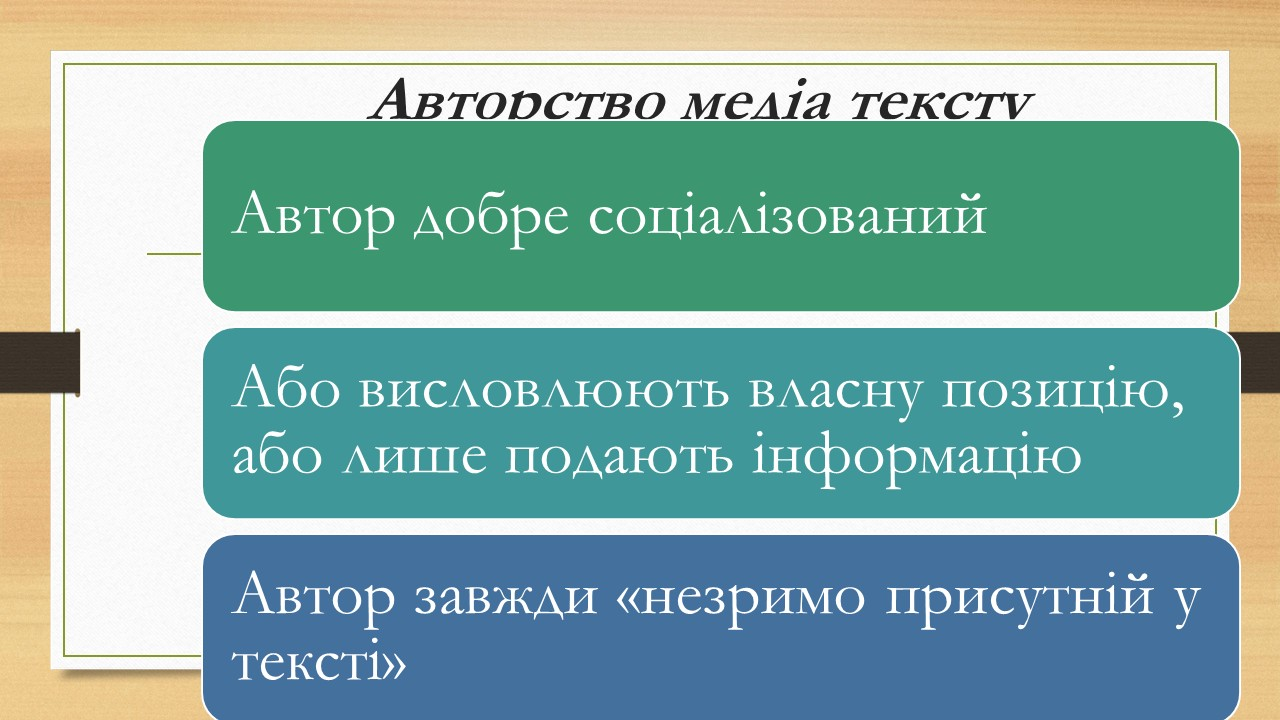 Авторство медіа тексту
Автор добре соціалізований
Або висловлюють власну позицію,
або лише подають інформацію
Автор завжди «незримо присутній у
тексті»